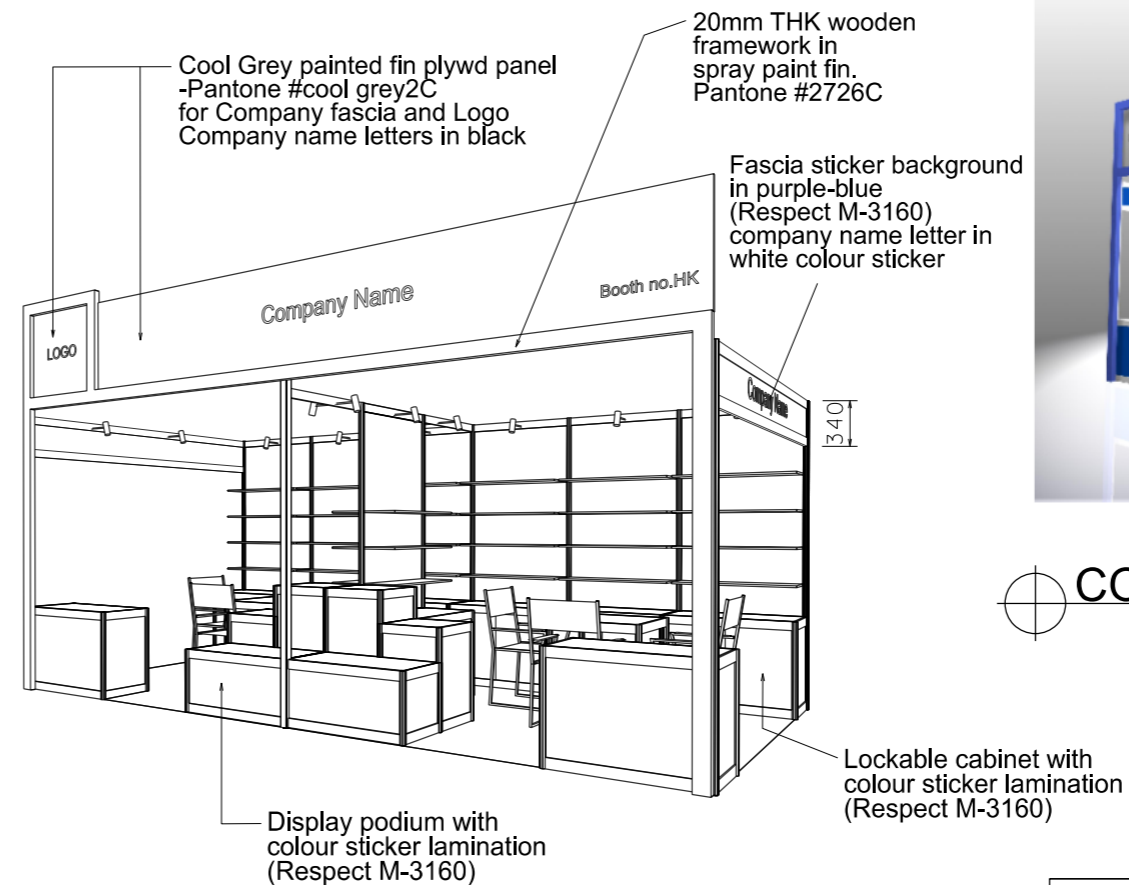 20mm THK wooden
framework in
spray paint fin.
Pantone #2726C
Cool Grey painted fin plywd panel
-Pantone #cool grey2C
for Company fascia and Logo
Company name letters in black
Fascia sticker background
in purple-blue
(Respect M-3160)
company name letter in
white colour sticker
Company Name
Booth no.HK
LOGO
Company Name
340
CO
Lockable cabinet with
colour sticker lamination
(Respect M-3160)
Display podium with
colour sticker lamination
(Respect M-3160)